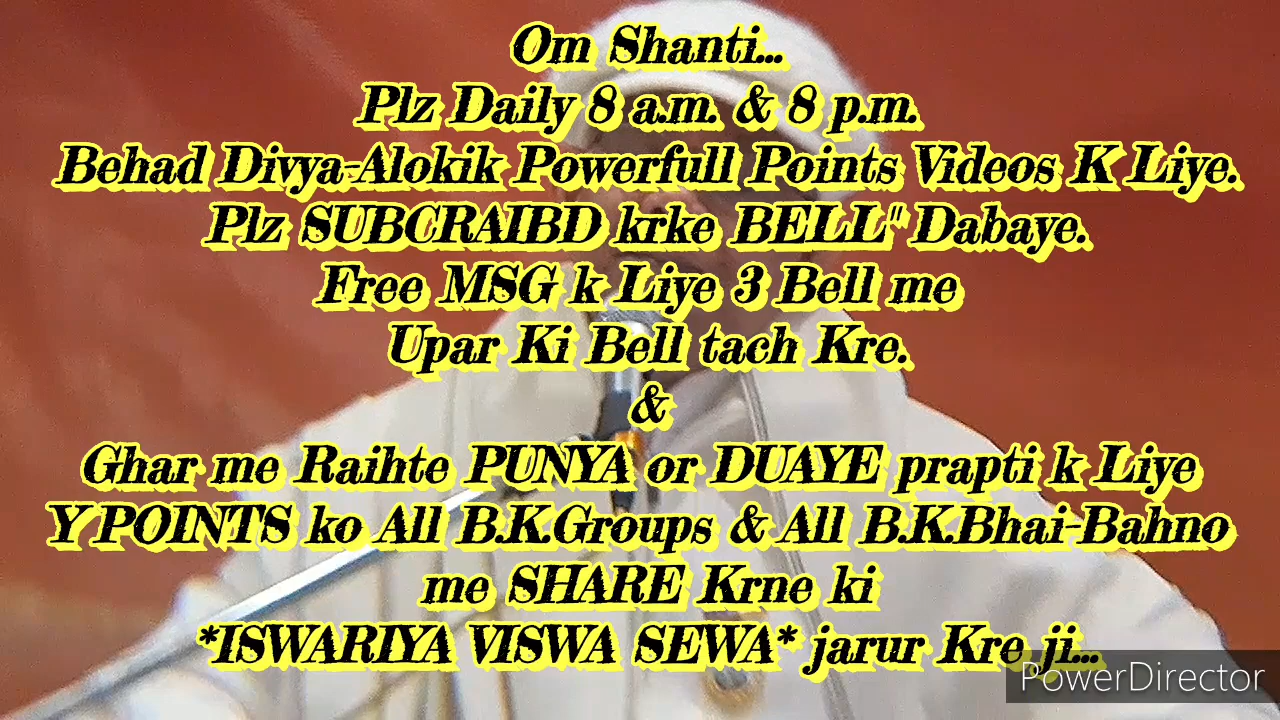 Om Shanti...
Plz Daily 8 a.m. & 8 p.m.
Behad Divya-Alokik Powerfull Points Videos K Liye.
Plz SUBCRAIBD krke BELL" Dabaye.
Free MSG k Liye 3 Bell me
Upar Ki Bell tach Kre.
&
Ghar me Raihte PUNYA or DUAYE prapti k Liye
Y POINTS ko All B.K.Groups & All B.K.Bhai-Bahno
me SHARE Krne ki
*ISWARIYA VISWA SEWA* jarur Kre ji...
PowerDirector